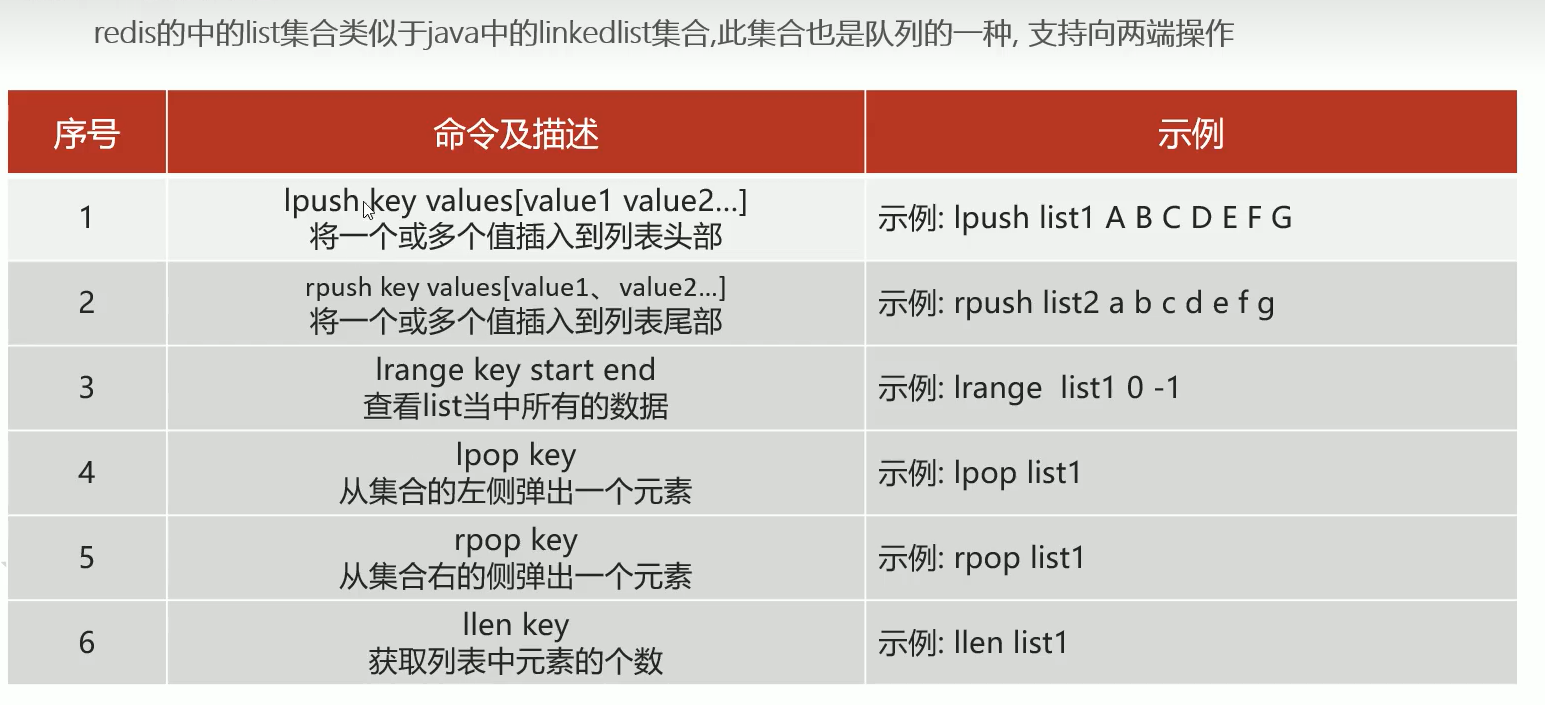 redis的中的list集合类似于java中的linkedlist集合,此集合也是队列的一种, 支持向两端操作
序号 命令及描述 示例
1
lpush key values[value1 value2...]
将一个或多个值插入到列表头部
示例: lpush list1 A B C D E F G
2
rpush key values[value1、 value2...]
将一个或多个值插入到列表尾部
示例: rpush list2 a b c d e f g
3
lrange key start end
查看list当中所有的数据
示例: lrange  list1 0 -1
4
lpop key
从集合的左侧弹出一个元素
示例: lpop list1
5
rpop key
从集合右的侧弹出一个元素
示例: rpop list1
6
llen key
获取列表中元素的个数
示例: llen list1